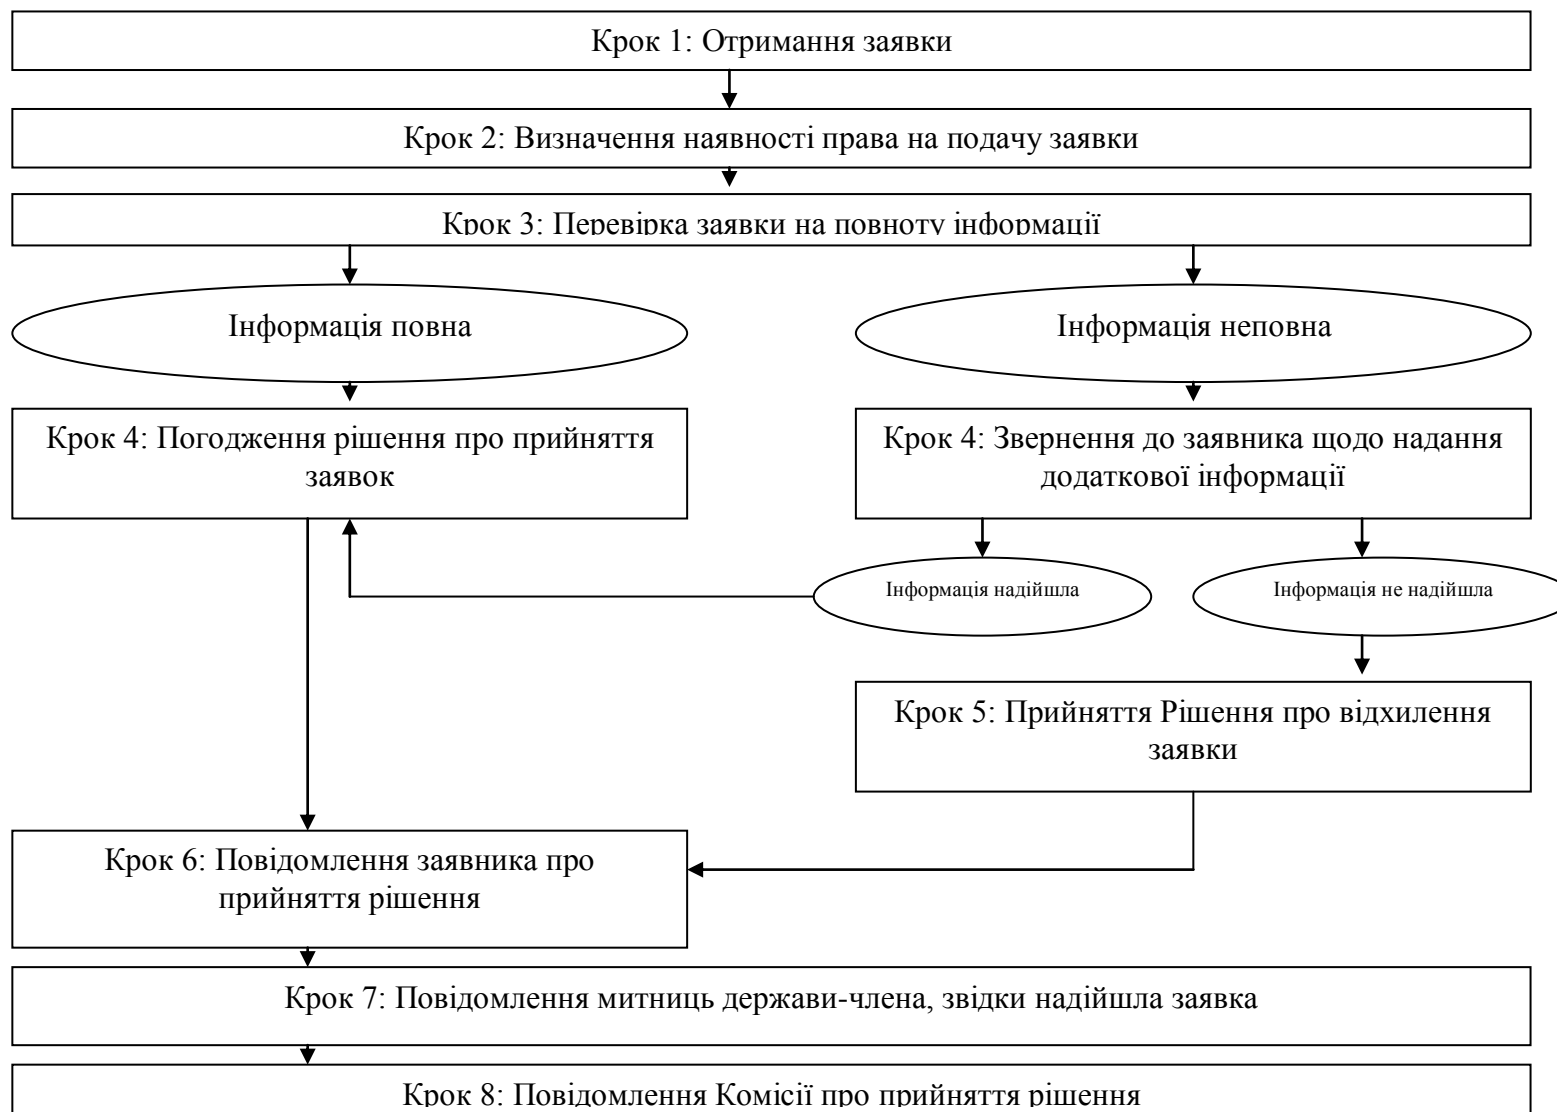 Крок 1: Отримання заявки
Крок 2: Визначення наявності права на подачу заявки
Крок 3: Перевірка заявки на повноту інформації
Інформація повна
Інформація неповна
Крок 4: Погодження рішення про прийняття
заявок
Крок 4: Звернення до заявника щодо надання
додаткової інформації
Інформація надійшла
Інформація не надійшла
Крок 5: Прийняття Рішення про відхилення
заявки
Крок 6: Повідомлення заявника про
прийняття рішення
Крок 7: Повідомлення митниць держави-члена, звідки надійшла заявка
Крок 8: Повідомлення Комісії про прийняття рішення